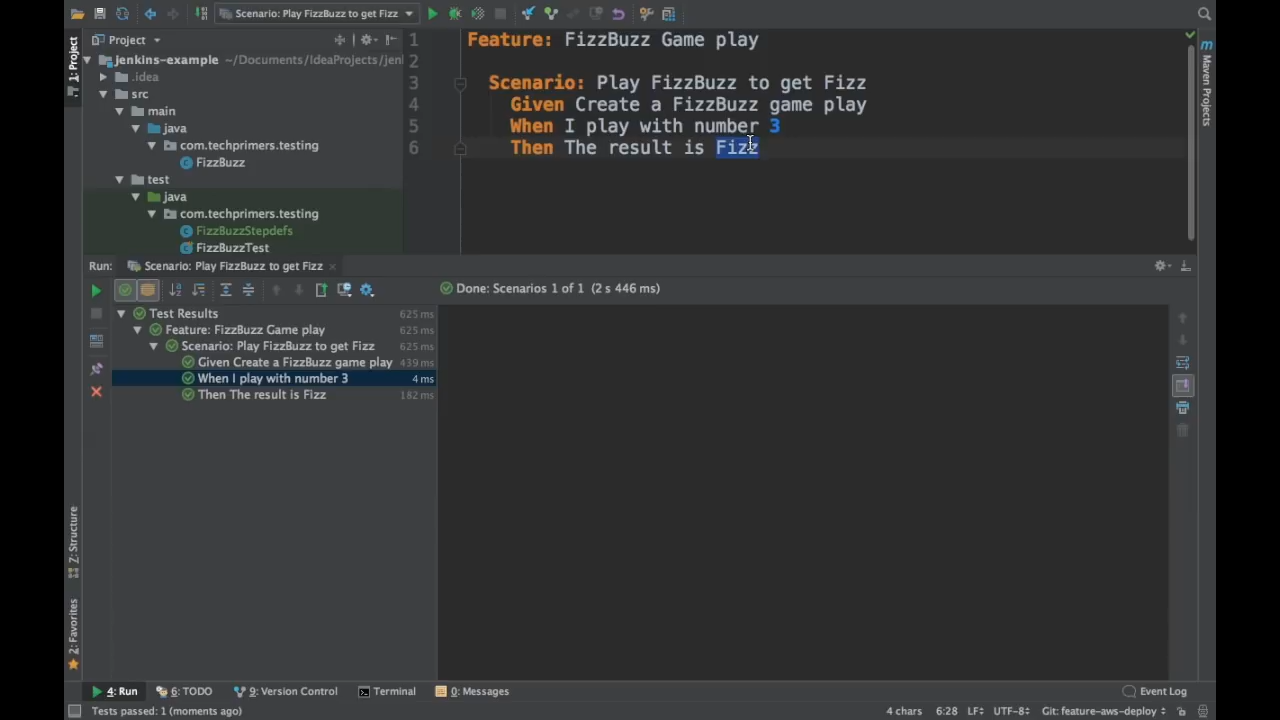 Scenario: Play FizzBuzz to get Fizz
1: Project
Project
jenkins-example ~/Documents/IdeaProjects/jenl
.idea
src
main
java
com.techprimers.testing
FizzBuzz
test
java
com.techprimers.testing
FizzBuzzStepdefs
FizzBuzzTest
1 Feature: FizzBuzz Game play
2
3 Scenario: Play FizzBuzz to get Fizz
4 Given Create a FizzBuzz game play
5 When I play with number 3
6 Then The result is Fizz
Maven Projects
Run: Scenario: Play FizzBuzz to get Fizz
Done: Scenarios 1 of 1 (2 s 446 ms)
Test Results 625 ms
Feature: FizzBuzz Game play 625 ms
Scenario: Play FizzBuzz to get Fizz 625 ms
Given Create a FizzBuzz game play 439 ms
When I play with number 3 4 ms
Then The result is Fizz 182 ms
Z: Structure
2: Favorites
4: Run 6: TODO 9: Version Control Terminal 0: Messages Event Log
Tests passed: 1 (moments ago) 4 chars 6:28 LF UTF-8 Git: feature-aws-deploy